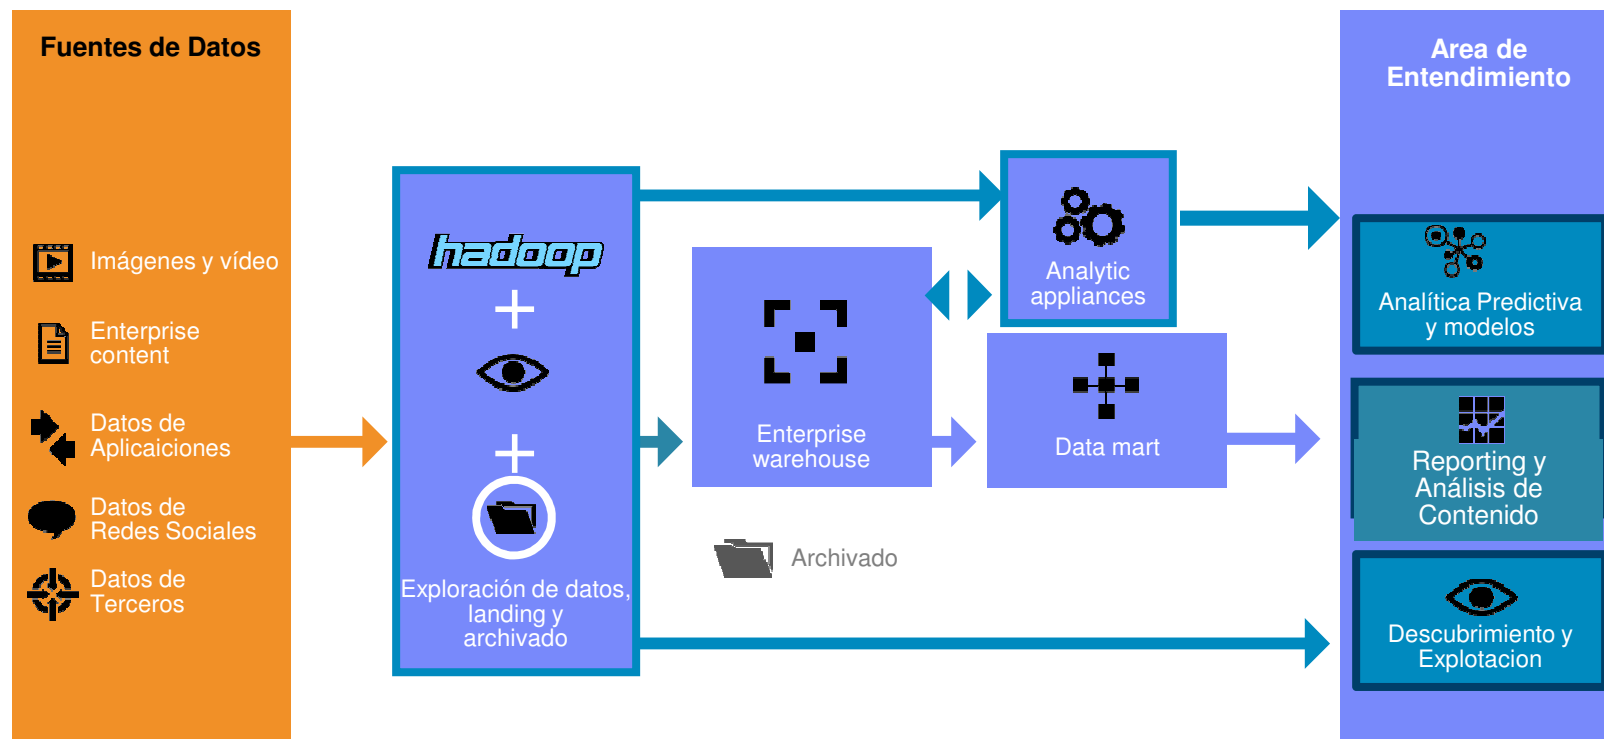 Fuentes de Datos
Imágenes y vídeo
Enterprise
content
Datos de
Aplicaiciones
Datos de
Redes Sociales
Datos de
Terceros
hadoop
Exploración de datos,
landing y
archivado
Enterprise
warehouse
Archivado
Analytic
appliances
Data mart
Area de
Entendimiento
Analítica Predictiva
y modelos
Reporting y
Análisis de
Contenido
Descubrimiento y
Explotacion